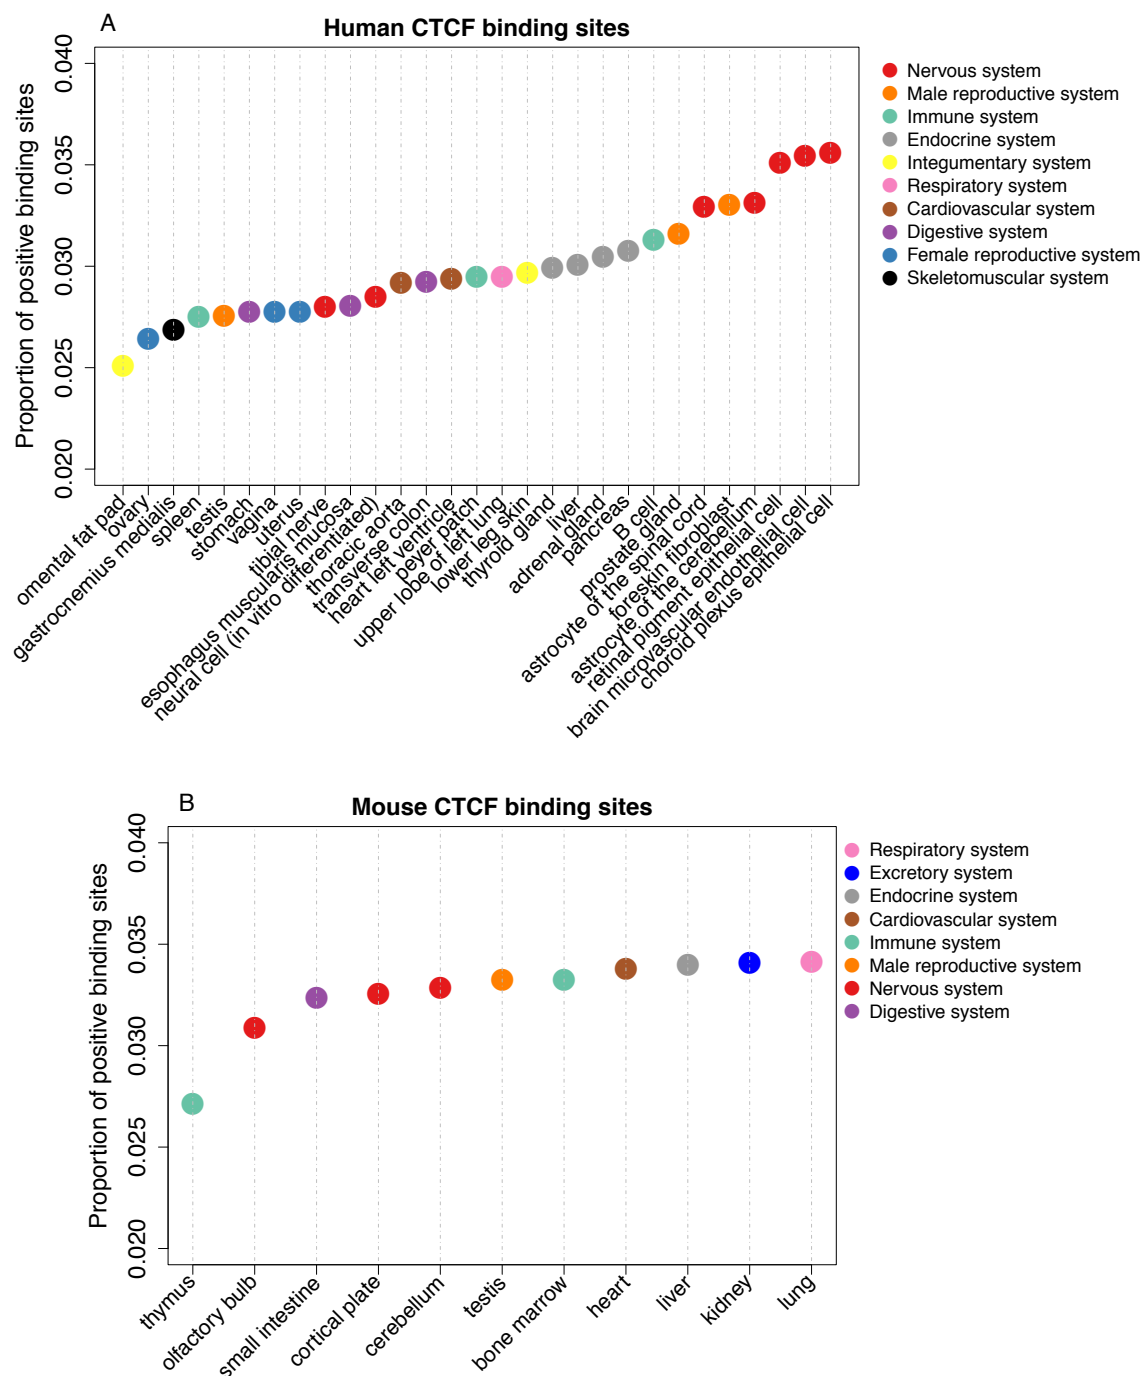 A
Human CTCF binding sites
Proportion of positive binding sites
0.040
0.035
0.030
0.025
0.020
omental fat pad
ovary
gastrocnemius medialis
spleen
testis
stomach
vagina
uterus
tibial nerve
esophagus muscularis mucosa
neural cell (in vitro differentiated)
thoracic aorta
transverse colon
heart left ventricle
peyer patch
upper lobe of left lung
lower leg skin
thyroid gland
liver
adrenal gland
pancreas
B cell
prostate gland
astrocyte of the spinal cord
foreskin fibroblast
astrocyte of the cerebellum
retinal pigment epithelial cell
brain microvascular endothelial cell
choroid plexus epithelial cell
Nervous system
Male reproductive system
Immune system
Endocrine system
Integumentary system
Respiratory system
Cardiovascular system
Digestive system
Female reproductive system
Skeletomuscular system
B
Mouse CTCF binding sites
Proportion of positive binding sites
0.040
0.035
0.030
0.025
0.020
thymus
olfactory bulb
small intestine
cortical plate
cerebellum
testis
bone marrow
heart
liver
kidney
lung
Respiratory system
Excretory system
Endocrine system
Cardiovascular system
Immune system
Male reproductive system
Nervous system
Digestive system